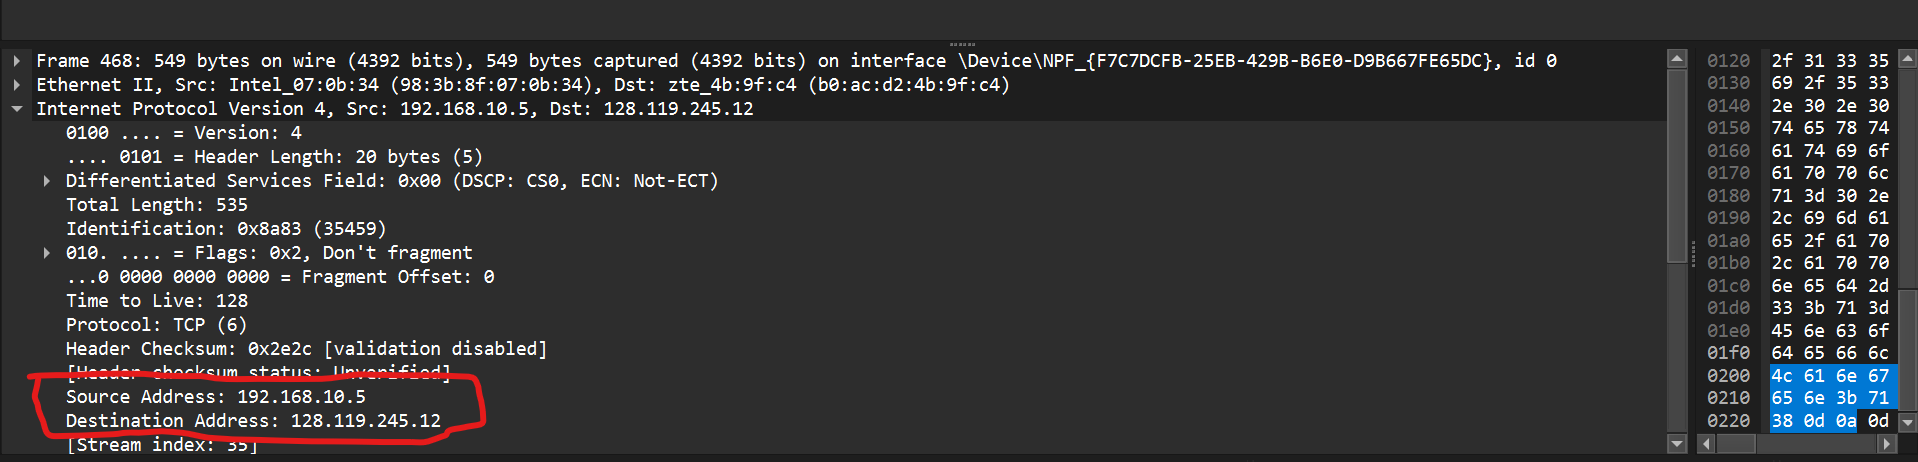 Frame 468: 549 bytes on wire (4392 bits), 549 bytes captured (4392 bits) on interface \Device\NPF_{F7C7DCFB-25EB-429B-B6E0-D9B667FE65DC}, id 0
Ethernet II, Src: Intel_07:0b:34 (98:3b:8f:07:0b:34), Dst: zte_4b:9f:c4 (b0:ac:d2:4b:9f:c4)
Internet Protocol Version 4, Src: 192.168.10.5, Dst: 128.119.245.12
0100 .... = Version: 4
.... 0101 = Header Length: 20 bytes (5)
Differentiated Services Field: 0x00 (DSCP: CS0, ECN: Not-ECT)
Total Length: 535
Identification: 0x8a83 (35459)
010. .... = Flags: 0x2, Don't fragment
...0 0000 0000 0000 = Fragment Offset: 0
Time to Live: 128
Protocol: TCP (6)
Header Checksum: 0x2e2c [validation disabled]
[Header checksum status: Unverified]
Source Address: 192.168.10.5
Destination Address: 128.119.245.12
[Stream index: 35]
0120 2f 31 33 35
0130 69 2f 35 33
0140 2e 30 2e 30
0150 74 65 78 74
0160 61 74 69 6f
0170 61 70 70 6c
0180 71 3d 30 2e
0190 2c 69 6d 61
01a0 65 2f 61 70
01b0 2c 61 70 70
01c0 6e 65 64 2d
01d0 33 3b 71 3d
01e0 45 6e 63 6f
01f0 64 65 66 6c
0200 4c 61 6e 67
0210 65 6e 3b 71
0220 38 0d 0a 0d